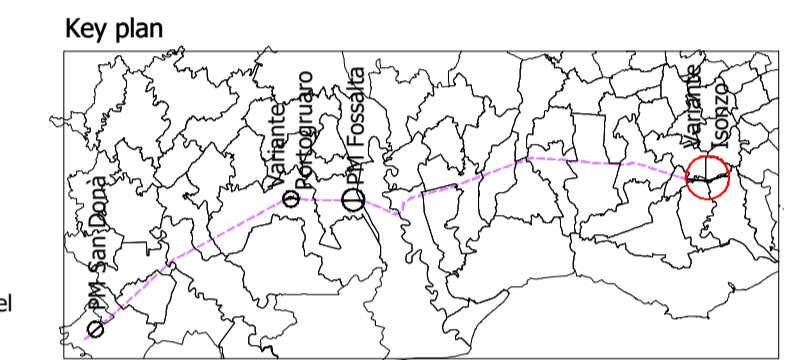 Key plan
PM San Donà
Variante
Portogruaro
PM Fossalta
Variante
Isonzo
el